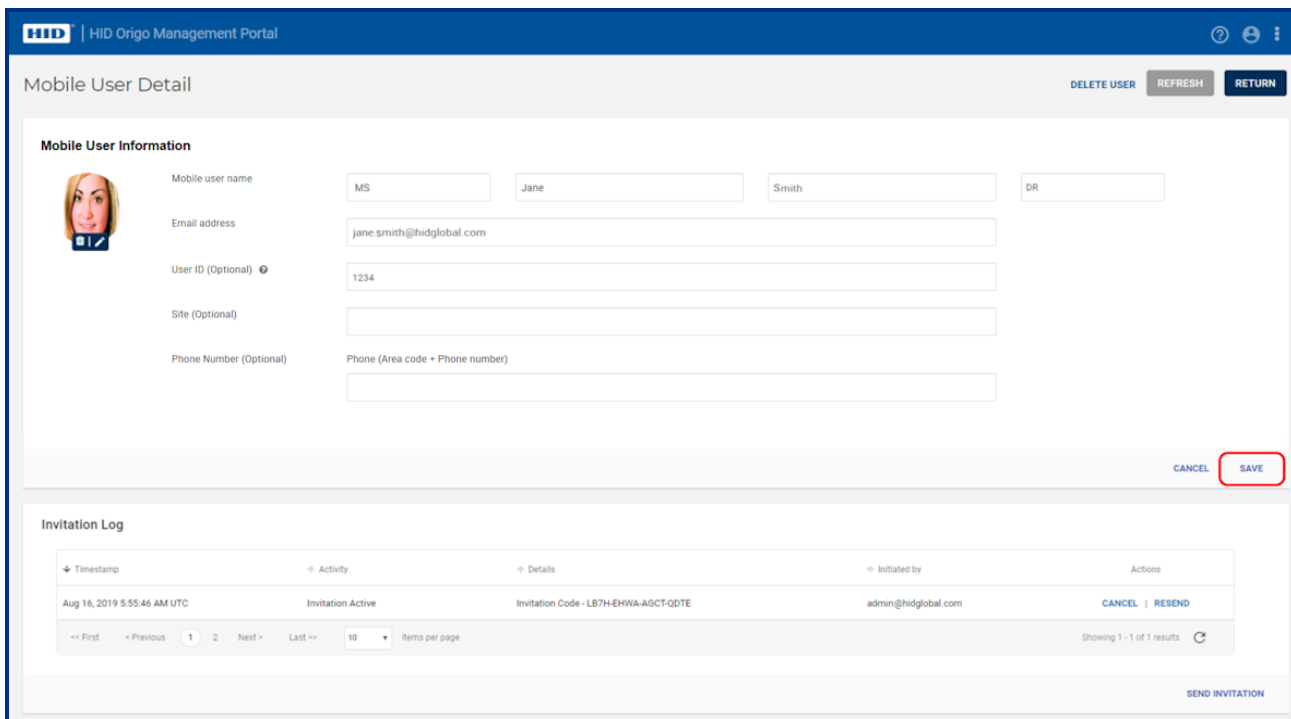 HID | HID Origo Management Portal
Mobile User Detail DELETE USER REFRESH RETURN
Mobile User Information
Mobile user name MS Jane Smith DR
Email address jane.smith@hidglobal.com
User ID (Optional) 1234
Site (Optional)
Phone Number (Optional) Phone (Area code + Phone number)
CANCEL SAVE
Invitation Log
Timestamp Activity Details Initiated by Actions
Aug 16, 2019 5:55:46 AM UTC Invitation Active Invitation Code - LB7H-EHWA-AGCT-QDTE admin@hidglobal.com CANCEL | RESEND
<< First < Previous 1 2 Next > Last >> 10 items per page Showing 1 - 1 of 1 results
SEND INVITATION